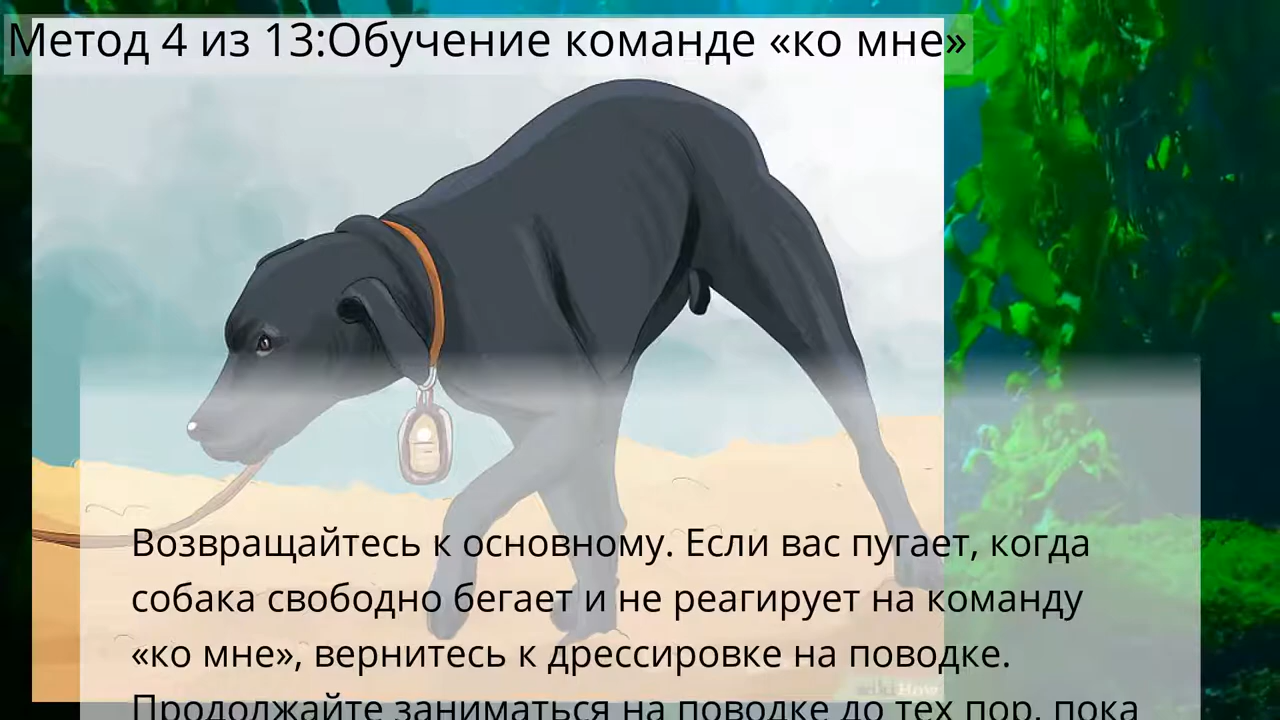 Метод 4 из 13:Обучение команде «ко мне»
Возвращайтесь к основному. Если вас пугает, когда
собака свободно бегает и не реагирует на команду
«ко мне», вернитесь к дрессировке на поводке.
Продолжайте заниматься на поводке до тех пор, пока
wikiHow